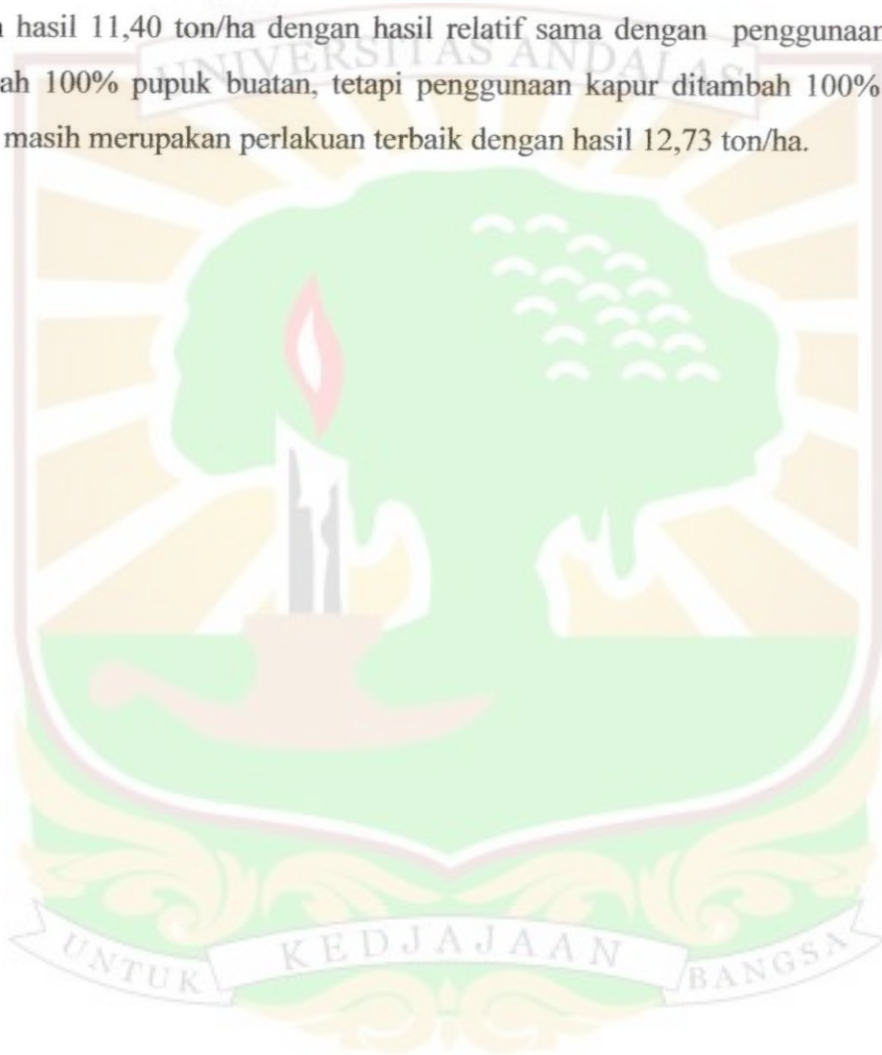 hasil 11,40 ton/ha dengan hasil relatif sama dengan penggunaan
ah 100% pupuk buatan, tetapi penggunaan kapur ditambah 100%
masih merupakan perlakuan terbaik dengan hasil 12,73 ton/ha.
UNIVERSITAS ANDALAS
UNTUK KEDJAJAAN BANGSA